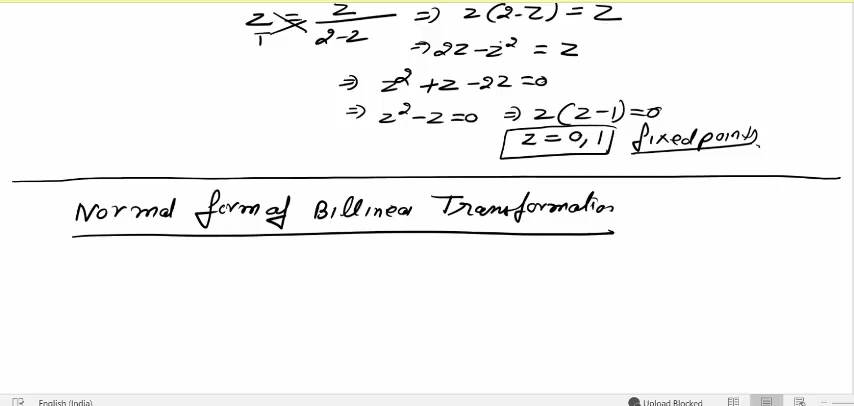 z/1 = z/(2-z) ⇒ z(2-z) = z
⇒ 2z - z² = z
⇒ z² + z - 2z = 0
⇒ z² - z = 0 ⇒ z(z-1) = 0
z = 0, 1 fixed points.
Normal form of Billinear Transformation
English (India) Upload Blocked